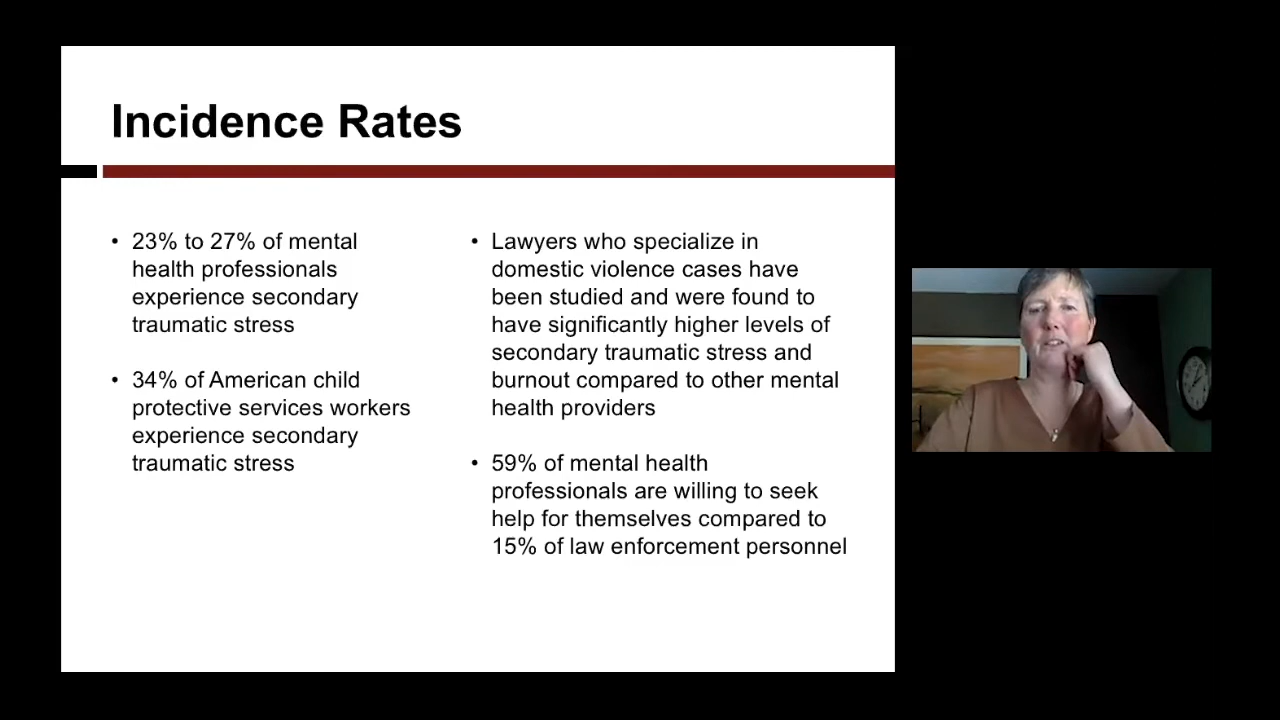 Incidence Rates
• 23% to 27% of mental
health professionals
experience secondary
traumatic stress
• 34% of American child
protective services workers
experience secondary
traumatic stress
• Lawyers who specialize in
domestic violence cases have
been studied and were found to
have significantly higher levels of
secondary traumatic stress and
burnout compared to other mental
health providers
• 59% of mental health
professionals are willing to seek
help for themselves compared to
15% of law enforcement personnel